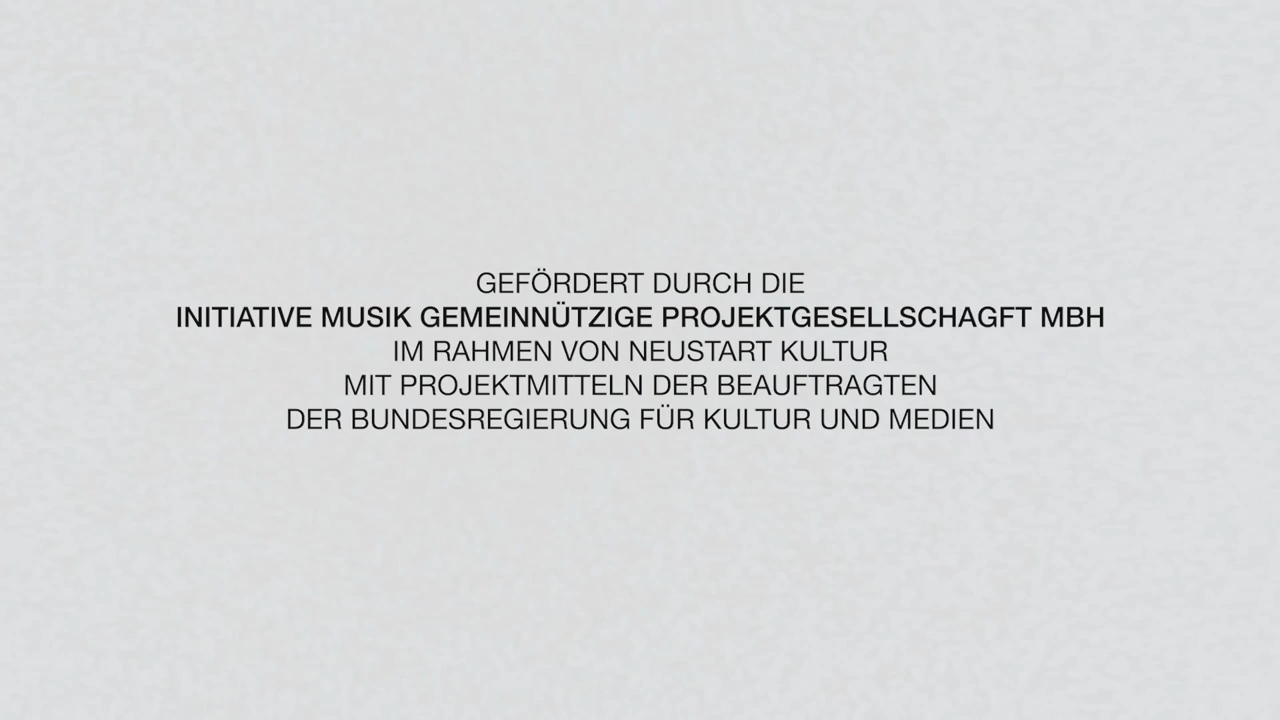 GEFÖRDERT DURCH DIE
INITIATIVE MUSIK GEMEINNÜTZIGE PROJEKTGESELLSCHAGFT MBH
IM RAHMEN VON NEUSTART KULTUR
MIT PROJEKTMITTELN DER BEAUFTRAGTEN
DER BUNDESREGIERUNG FÜR KULTUR UND MEDIEN